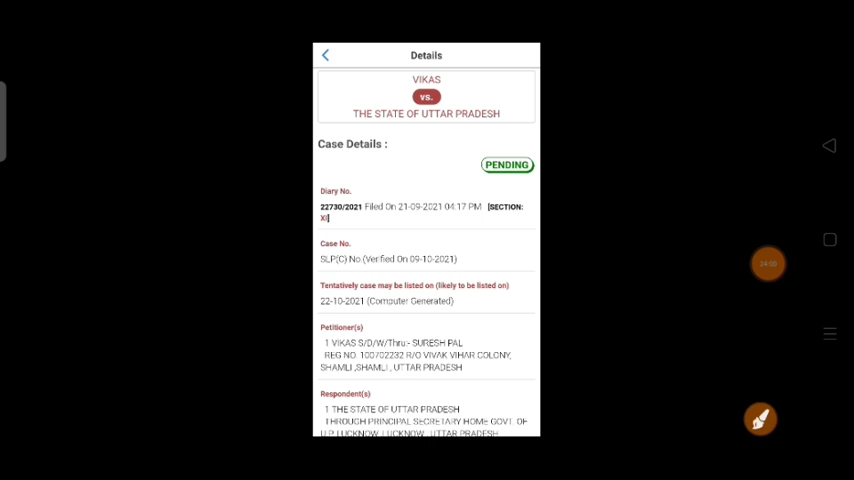 Details
VIKAS
vs.
THE STATE OF UTTAR PRADESH
Case Details :
PENDING
Diary No.
22730/2021 Filed On 21-09-2021 04:17 PM [SECTION:
XI]
Case No.
SLP(C) No.(Verified On 09-10-2021)
Tentatively case may be listed on (likely to be listed on)
22-10-2021 (Computer Generated)
Petitioner(s)
1 VIKAS S/D/W/Thru:- SURESH PAL
REG NO. 100702232 R/O VIVAK VIHAR COLONY,
SHAMLI ,SHAMLI , UTTAR PRADESH
Respondent(s)
1 THE STATE OF UTTAR PRADESH
THROUGH PRINCIPAL SECRETARY HOME GOVT. OF
U.P. LUCKNOW, LUCKNOW , UTTAR PRADESH
24:00